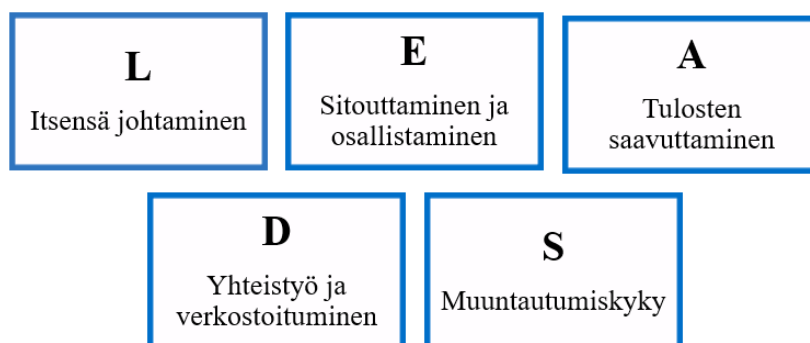 L
Itsensä johtaminen
E
Sitouttaminen ja
osallistaminen
A
Tulosten
saavuttaminen
D
Yhteistyö ja
verkostoituminen
S
Muuntautumiskyky